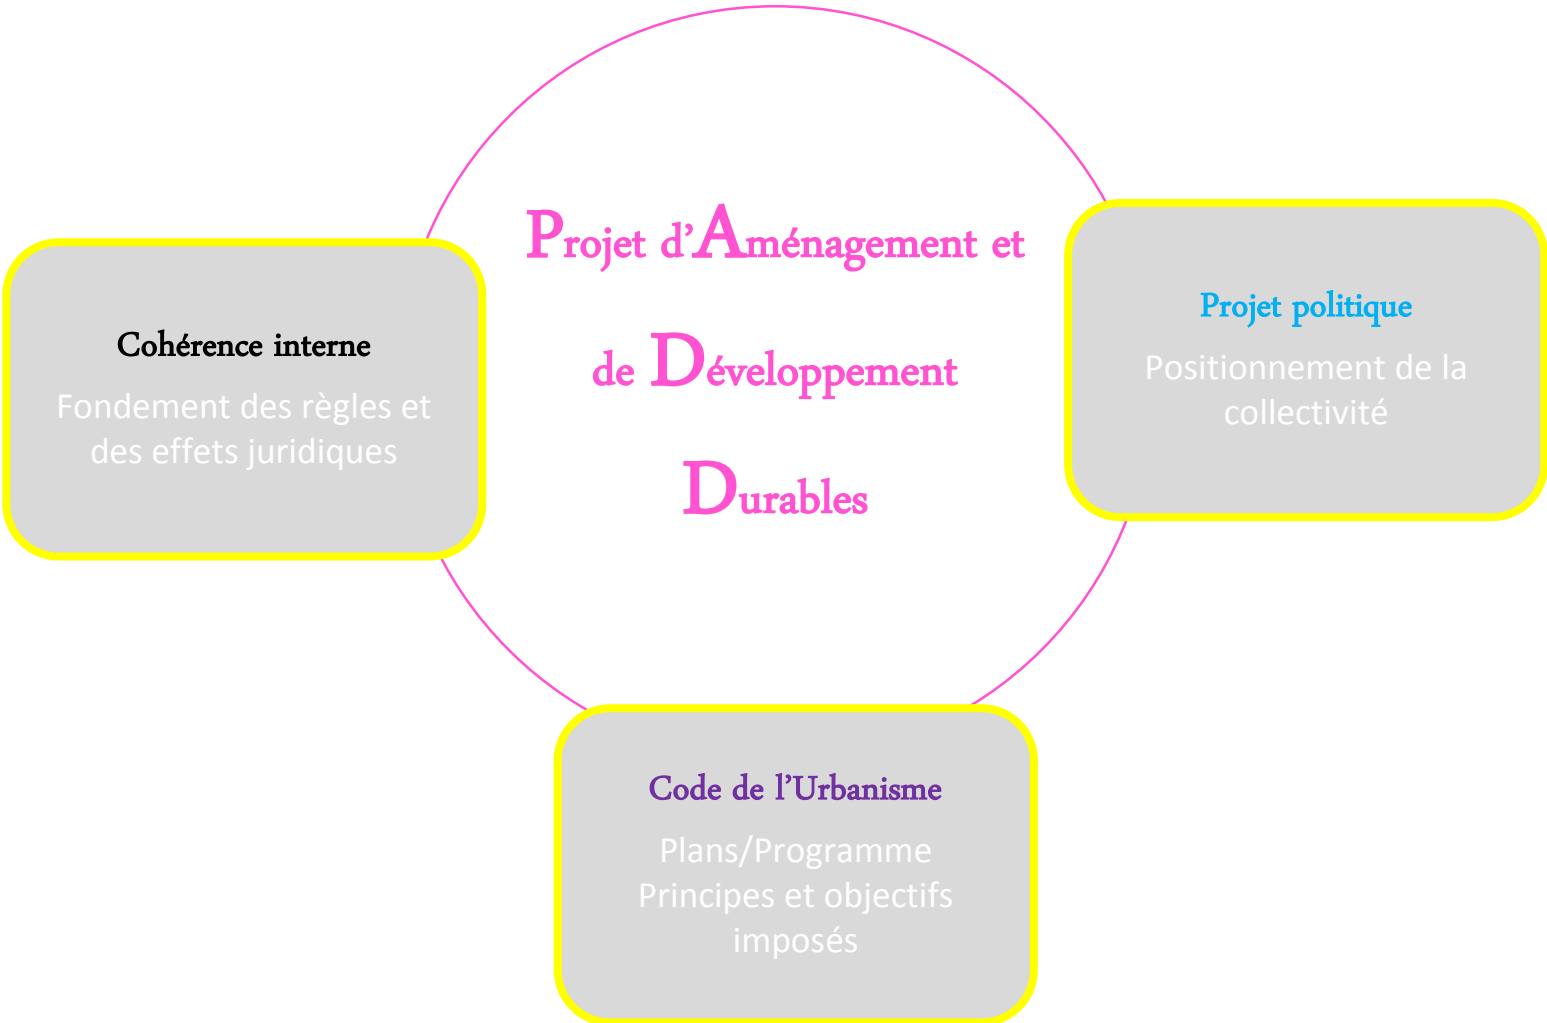 Projet d’Aménagement et
de Développement
Durables
Cohérence interne
Fondement des règles et
des effets juridiques
Projet politique
Positionnement de la
collectivité
Code de l’Urbanisme
Plans/Programme
Principes et objectifs
imposés